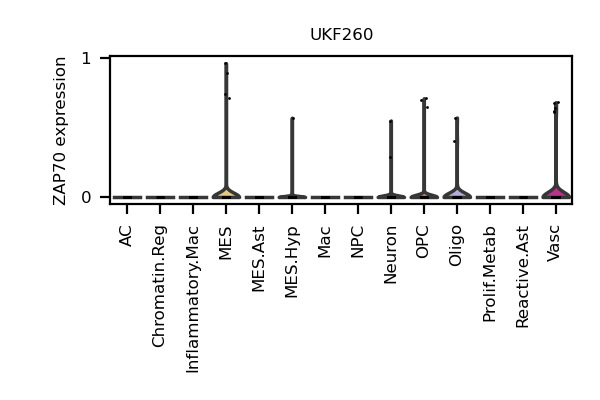 UKF260
ZAP70 expression
1
0
AC
Chromatin.Reg
Inflammatory.Mac
MES
MES.Ast
MES.Hyp
Mac
NPC
Neuron
OPC
Oligo
Prolif.Metab
Reactive.Ast
Vasc